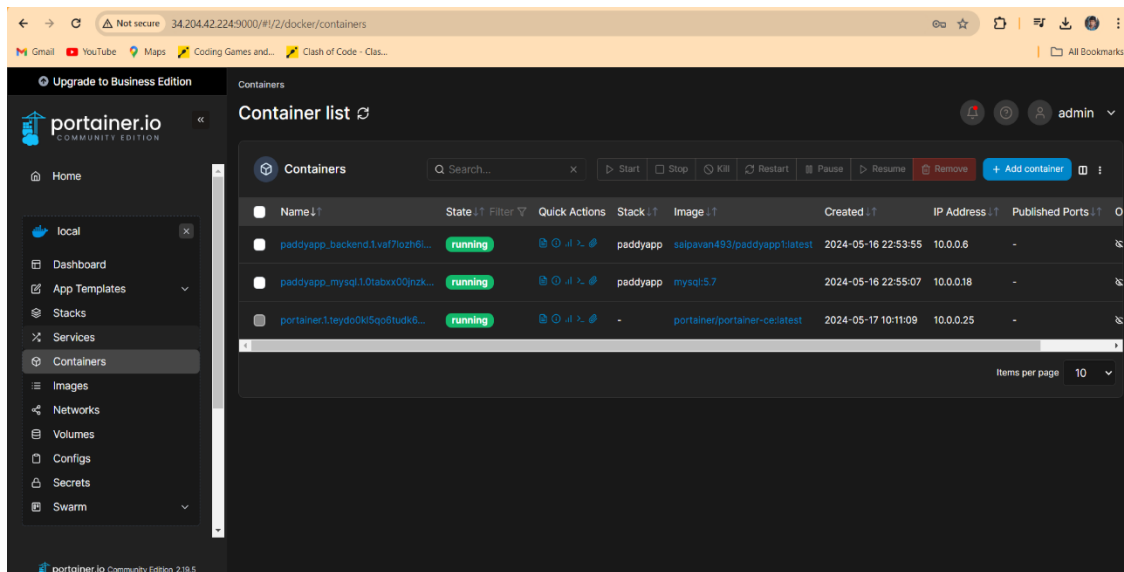 Not secure 34.204.42.224:9000/#!/2/docker/containers
Gmail YouTube Maps Coding Games and... Clash of Code - Clas... All Bookmarks
Upgrade to Business Edition
portainer.io
COMMUNITY EDITION
«
Home
local
Dashboard
App Templates
Stacks
Services
Containers
Images
Networks
Volumes
Configs
Secrets
Swarm
portainer.io Community Edition 2.19.5
Containers
Container list
admin
Containers Search... Start Stop Kill Restart Pause Resume Remove + Add container
Name State Filter Quick Actions Stack Image Created IP Address Published Ports O
paddyapp_backend.1.vaf7iozh6i... running paddyapp saipavan493/paddyapp1:latest 2024-05-16 22:53:55 10.0.0.6 -
paddyapp_mysql.1.0tabxx00jnzk... running paddyapp mysql:5.7 2024-05-16 22:55:07 10.0.0.18 -
portainer.1.teydo0kl5qo6tudk6... running - portainer/portainer-ce:latest 2024-05-17 10:11:09 10.0.0.25 -
Items per page 10